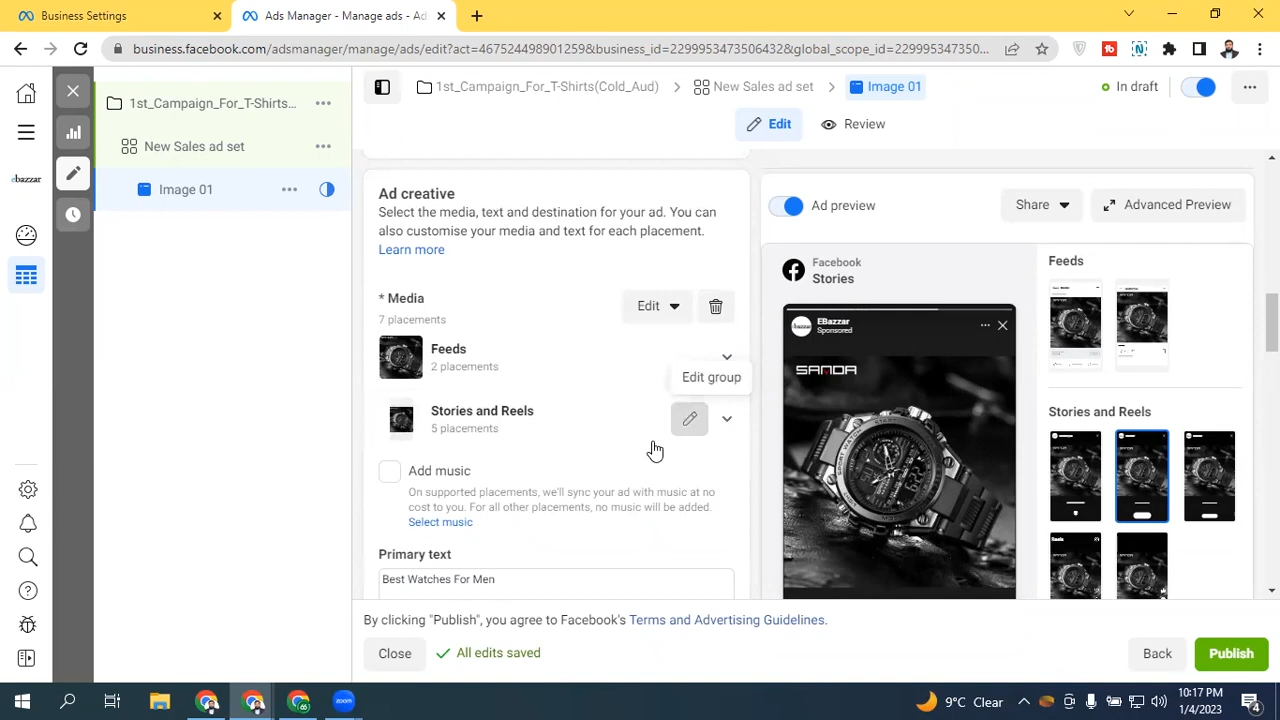 Business Settings
Ads Manager - Manage ads - Ad
business.facebook.com/adsmanager/manage/ads/edit?act=467524498901259&business_id=2299953473506432&global_scope_id=229995347350...
1st_Campaign_For_T-Shirts(Cold_Aud)
New Sales ad set
Image 01
In draft
1st_Campaign_For_T-Shirts...
New Sales ad set
Image 01
Edit
Review
ebazzar
Ad creative
Select the media, text and destination for your ad. You can
also customise your media and text for each placement.
Learn more
* Media
7 placements
Edit
Feeds
2 placements
Edit group
Stories and Reels
5 placements
Add music
On supported placements, we'll sync your ad with music at no
cost to you. For all other placements, no music will be added.
Select music
Primary text
Best Watches For Men
Ad preview
Share
Advanced Preview
Facebook
Stories
EBazzar
Sponsored
SANDA
Feeds
Stories and Reels
By clicking "Publish", you agree to Facebook's Terms and Advertising Guidelines.
Close
All edits saved
Back
Publish
zoom
9°C Clear
10:17 PM
1/4/2023
4